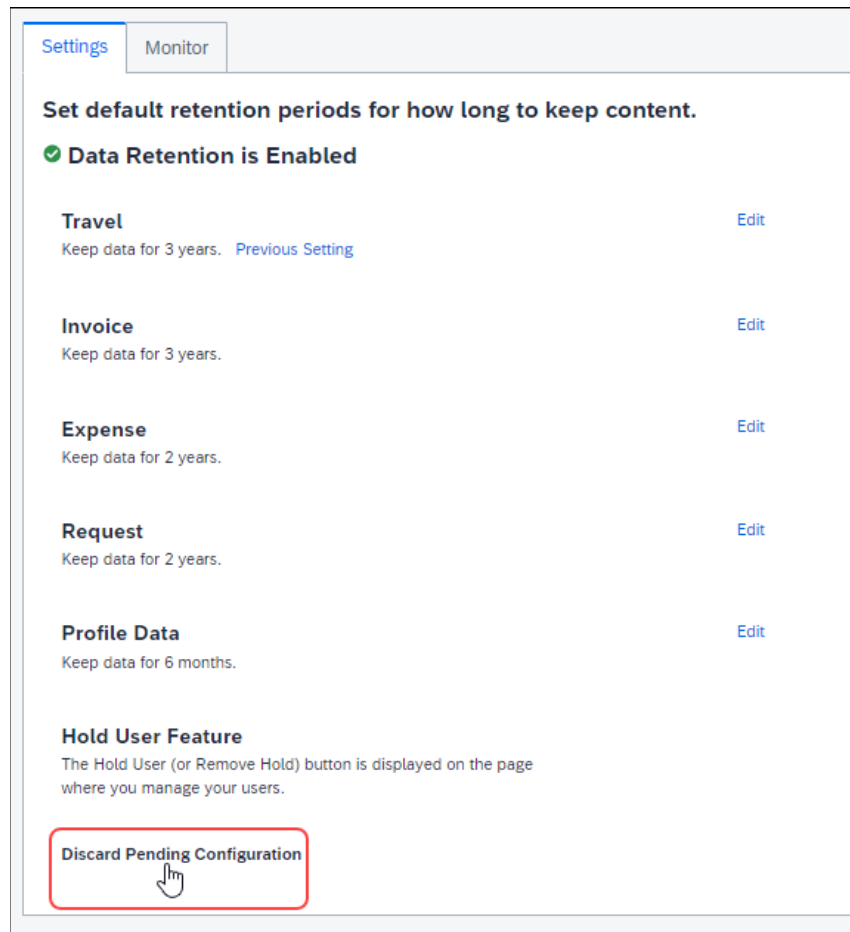 Settings
Monitor
Set default retention periods for how long to keep content.
Data Retention is Enabled
Travel
Edit
Keep data for 3 years. Previous Setting
Invoice
Edit
Keep data for 3 years.
Expense
Edit
Keep data for 2 years.
Request
Edit
Keep data for 2 years.
Profile Data
Edit
Keep data for 6 months.
Hold User Feature
The Hold User (or Remove Hold) button is displayed on the page
where you manage your users.
Discard Pending Configuration